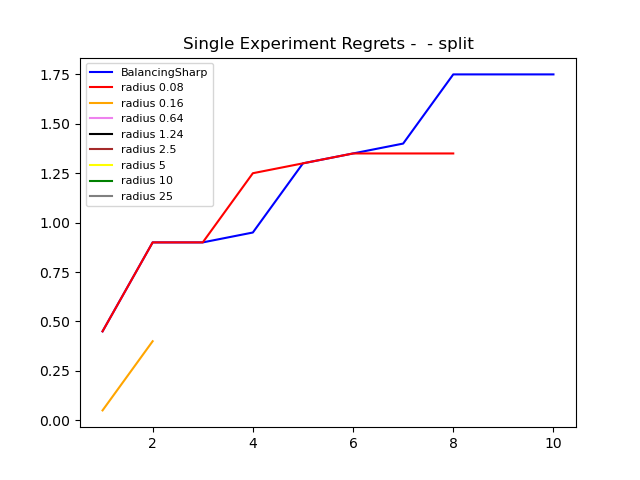 Single Experiment Regrets -  - split
BalancingSharp
radius 0.08
radius 0.16
radius 0.64
radius 1.24
radius 2.5
radius 5
radius 10
radius 25
1.75
1.50
1.25
1.00
0.75
0.50
0.25
0.00
2 4 6 8 10